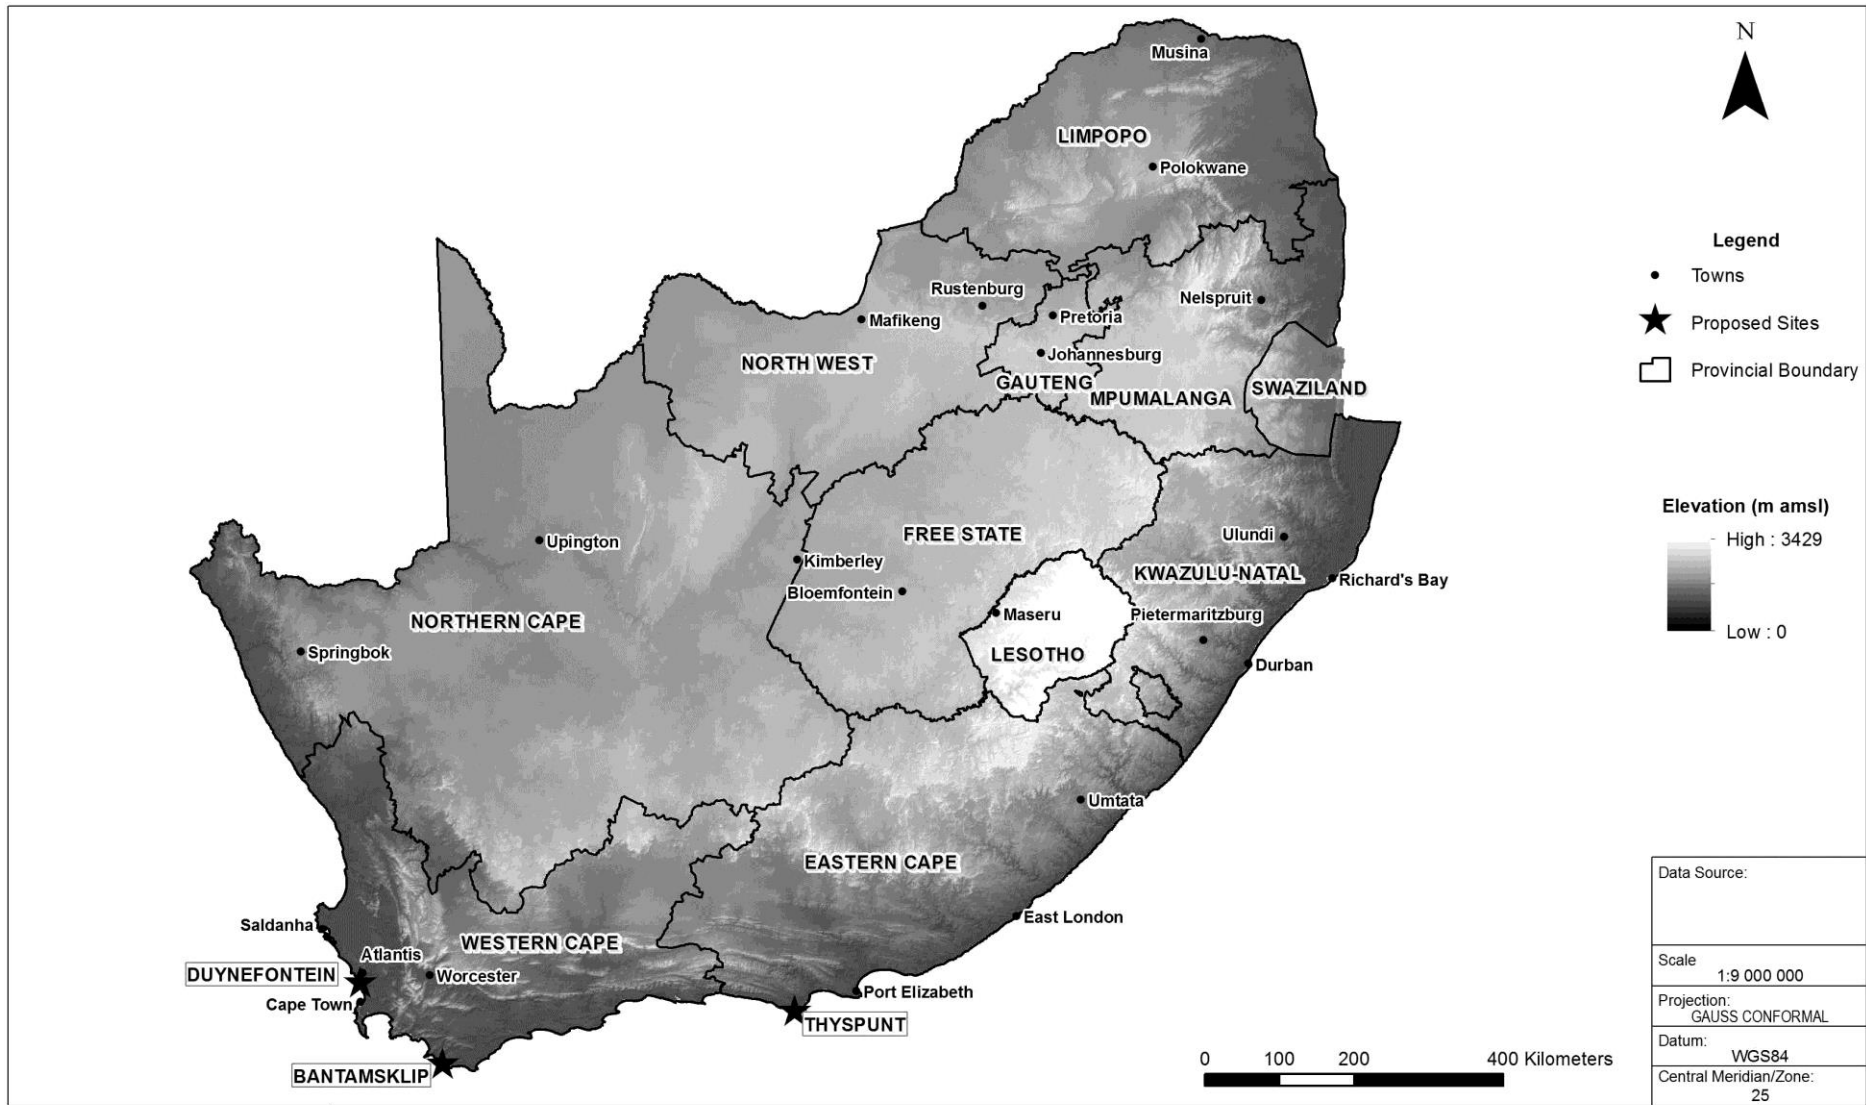 N
Musina
LIMPOPO
Polokwane
Legend
Towns
Proposed Sites
Provincial Boundary
Rustenburg
Nelspruit
Mafikeng
Pretoria
Johannesburg
NORTH WEST
GAUTENG
SWAZILAND
MPUMALANGA
Elevation (m amsl)
High : 3429
Low : 0
Upington
FREE STATE
Ulundi
Kimberley
KWAZULU-NATAL
Richard's Bay
Bloemfontein
Maseru
Pietermaritzburg
NORTHERN CAPE
Springbok
LESOTHO
Durban
Umtata
EASTERN CAPE
East London
Saldanha
WESTERN CAPE
Atlantis
DUYNEFONTEIN
Worcester
Cape Town
Port Elizabeth
THYSPUNT
BANTAMSKLIP
0 100 200 400 Kilometers
Data Source:
Scale
1:9 000 000
Projection:
GAUSS CONFORMAL
Datum:
WGS84
Central Meridian/Zone:
25